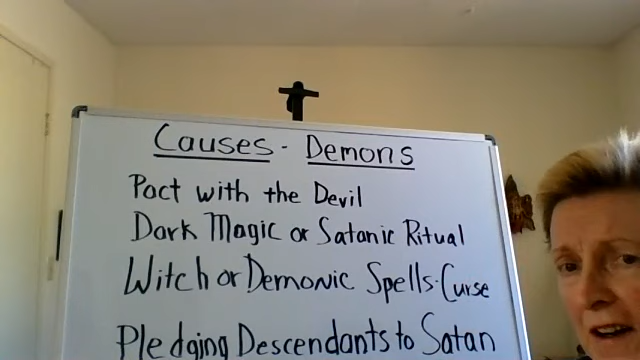 Causes - Demons
Pact with the Devil
Dark Magic or Satanic Ritual
Witch or Demonic Spells-Curse
Pledging Descendants to Satan